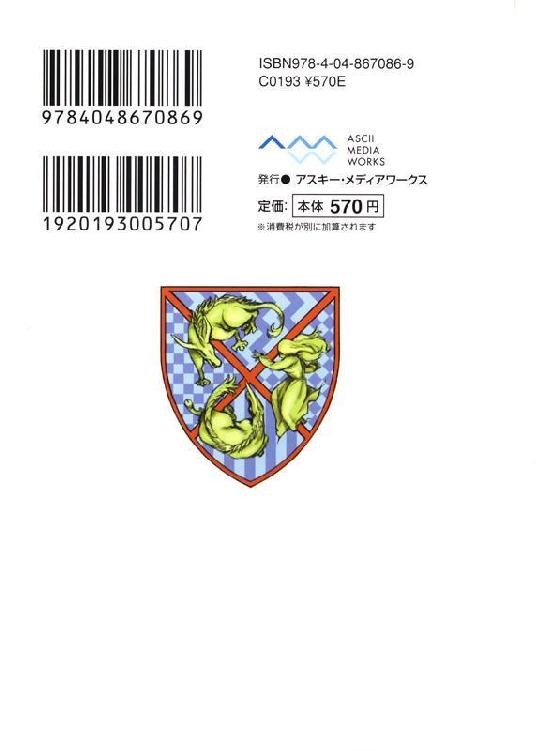 ISBN978-4-04-867086-9
C0193 ¥570E
9784048670869
ASCII
MEDIA
WORKS
発行● アスキー・メディアワークス
1920193005707
定価: 本体 570 円
※消費税が別に加算されます